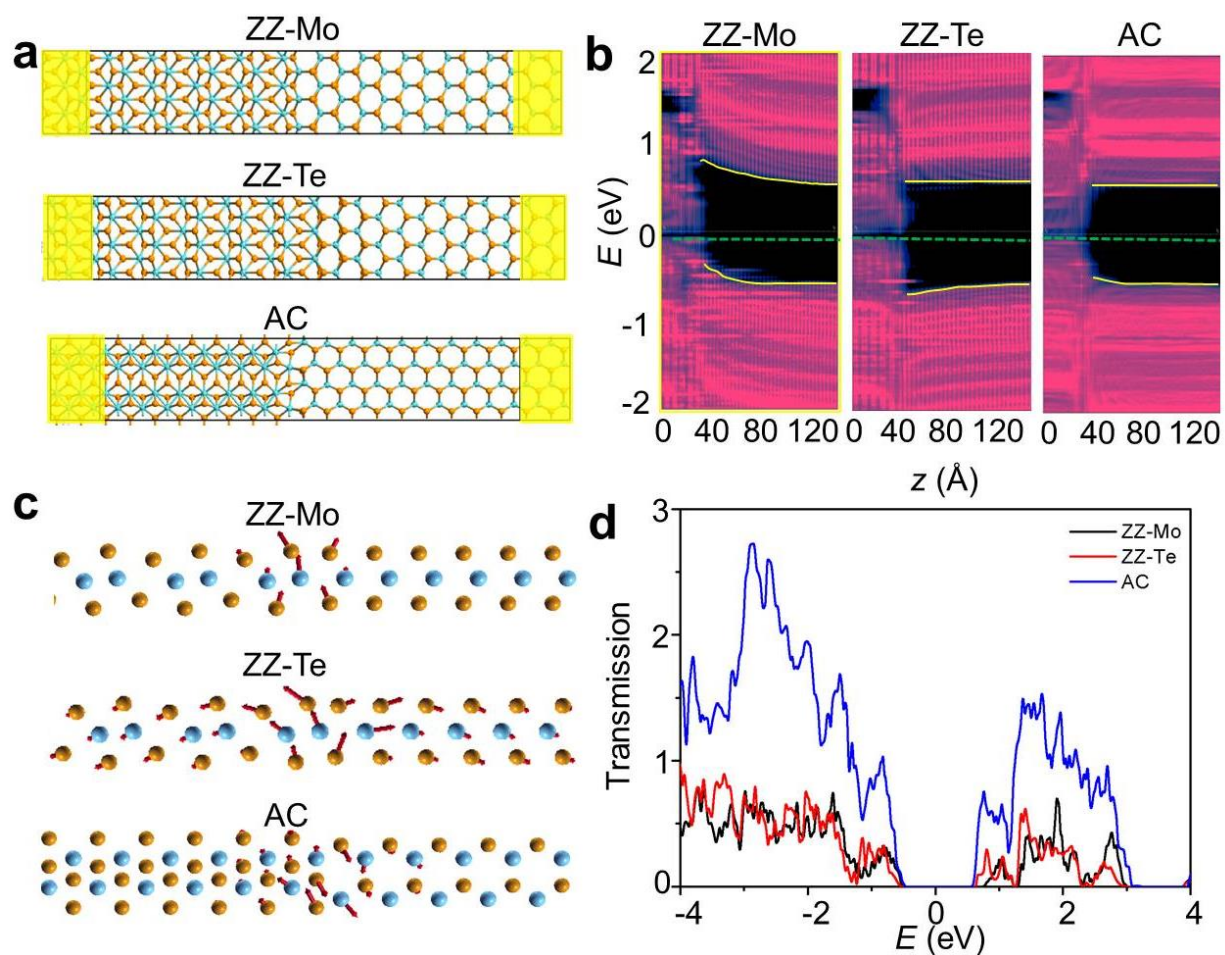 a
ZZ-Mo
ZZ-Te
AC
b
ZZ-Mo ZZ-Te AC
2
1
0
-1
-2
E (eV)
0 40 80 120 0 40 80 120 0 40 80 120
z (Å)
c
ZZ-Mo
ZZ-Te
AC
d
3
2
1
0
Transmission
ZZ-Mo
ZZ-Te
AC
-4 -2 0 2 4
E (eV)